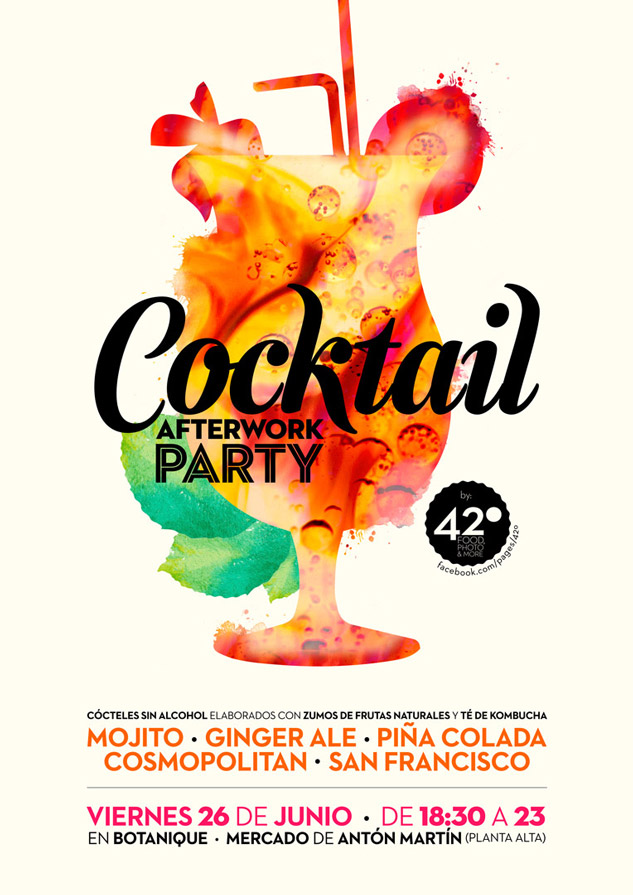 Cocktail
AFTERWORK
PARTY
by:
42º
FOOD,
PHOTO
& MORE
facebook.com/pages/42º
CÓCTELES SIN ALCOHOL ELABORADOS CON ZUMOS DE FRUTAS NATURALES Y TÉ DE KOMBUCHA
MOJITO • GINGER ALE • PIÑA COLADA
COSMOPOLITAN • SAN FRANCISCO
VIERNES 26 DE JUNIO • DE 18:30 A 23
EN BOTANIQUE • MERCADO DE ANTÓN MARTÍN (PLANTA ALTA)